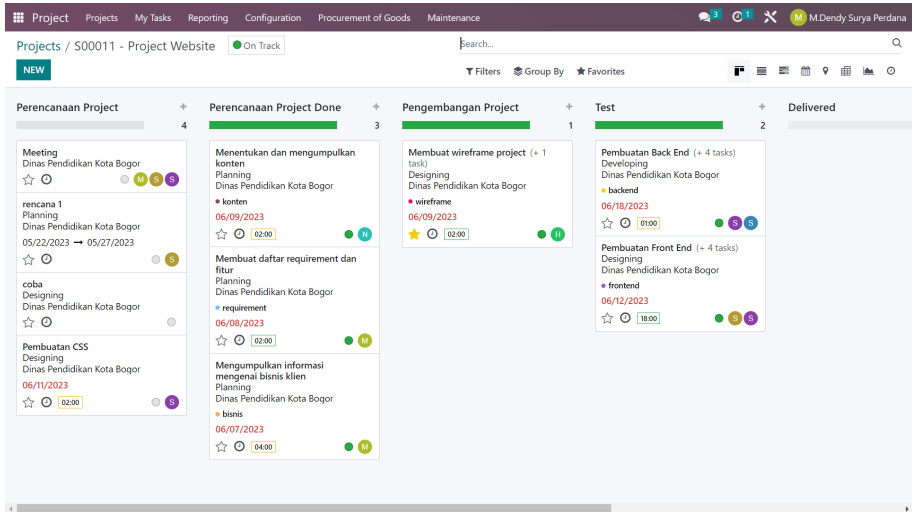 Project Projects My Tasks Reporting Configuration Procurement of Goods Maintenance 3 1 M M.Dendy Surya Perdana
Projects / S00011 - Project Website On Track Search...
NEW Filters Group By Favorites
Perencanaan Project +
4
Meeting
Dinas Pendidikan Kota Bogor
M S S
rencana 1
Planning
Dinas Pendidikan Kota Bogor
05/22/2023 → 05/27/2023
S
coba
Designing
Dinas Pendidikan Kota Bogor
Pembuatan CSS
Designing
Dinas Pendidikan Kota Bogor
06/11/2023
02:00 S
Perencanaan Project Done +
3
Menentukan dan mengumpulkan
konten
Planning
Dinas Pendidikan Kota Bogor
konten
06/09/2023
02:00 N
Membuat daftar requirement dan
fitur
Planning
Dinas Pendidikan Kota Bogor
requirement
06/08/2023
02:00 M
Mengumpulkan informasi
mengenai bisnis klien
Planning
Dinas Pendidikan Kota Bogor
bisnis
06/07/2023
04:00 M
Pengembangan Project +
1
Membuat wireframe project (+ 1
task)
Designing
Dinas Pendidikan Kota Bogor
wireframe
06/09/2023
02:00 H
Test +
2
Pembuatan Back End (+ 4 tasks)
Developing
Dinas Pendidikan Kota Bogor
backend
06/18/2023
01:00 S S
Pembuatan Front End (+ 4 tasks)
Designing
Dinas Pendidikan Kota Bogor
frontend
06/12/2023
18:00 S S
Delivered